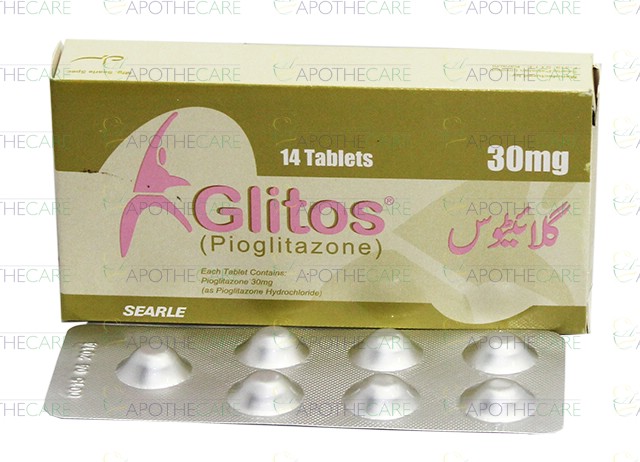 14 Tablets
30mg
Glitos®
(Pioglitazone)
گلائیٹوس
Each Tablet Contains:
Pioglitazone 30mg
(as Pioglitazone Hydrochloride)
SEARLE
APOTHECARE